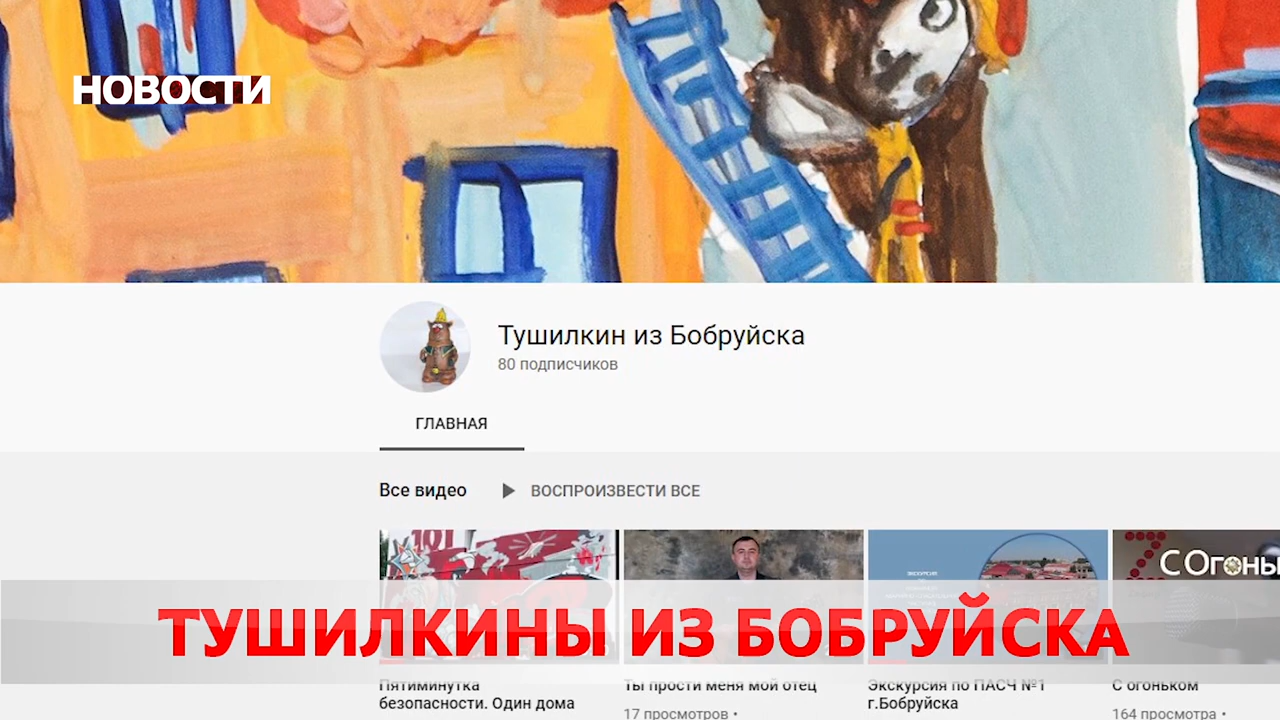 НОВОСТИ
Тушилкин из Бобруйска
80 подписчиков
ГЛАВНАЯ
Все видео
ВОСПРОИЗВЕСТИ ВСЕ
101
С Огоны
ТУШИЛКИНЫ ИЗ БОБРУЙСКА
Пятиминутка
безопасности. Один дома
Ты прости меня мой отец
17 просмотров •
Экскурсия по ПАСЧ №1
г.Бобруйска
С огоньком
164 просмотра •